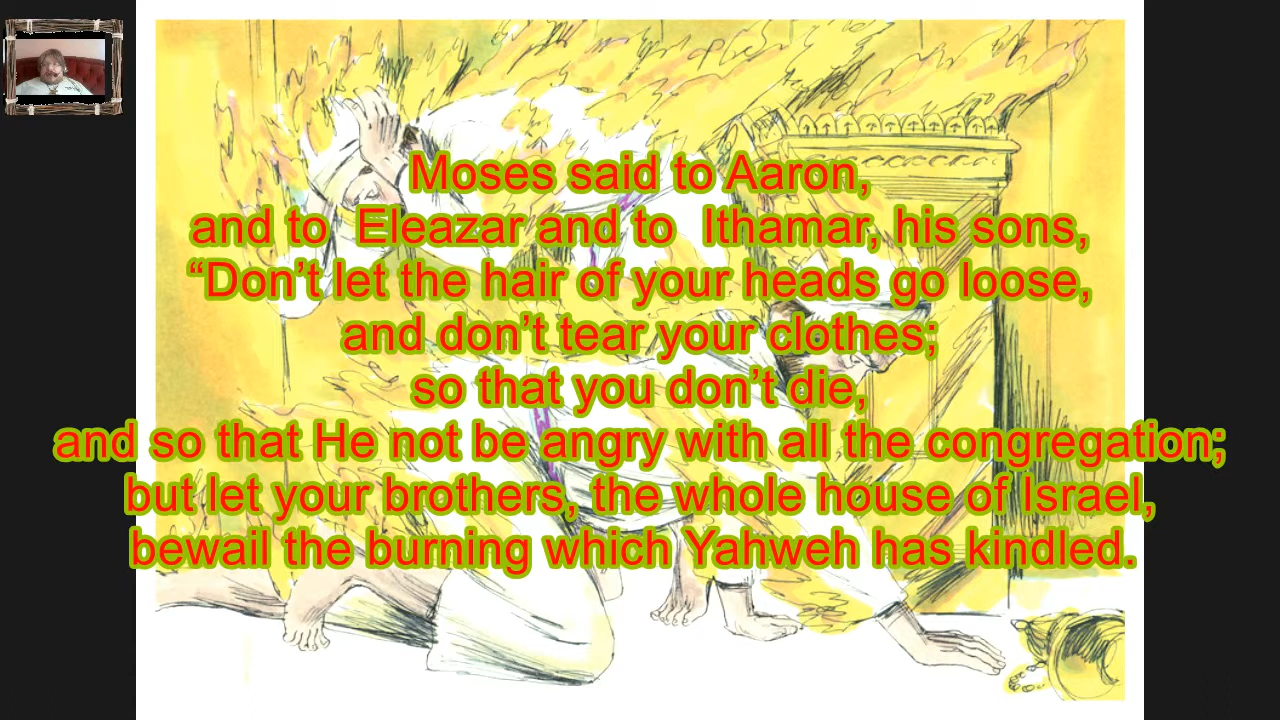 Moses said to Aaron,
and to Eleazar and to Ithamar, his sons,
“Don’t let the hair of your heads go loose,
and don’t tear your clothes;
so that you don’t die,
and so that He not be angry with all the congregation;
but let your brothers, the whole house of Israel,
bewail the burning which Yahweh has kindled.